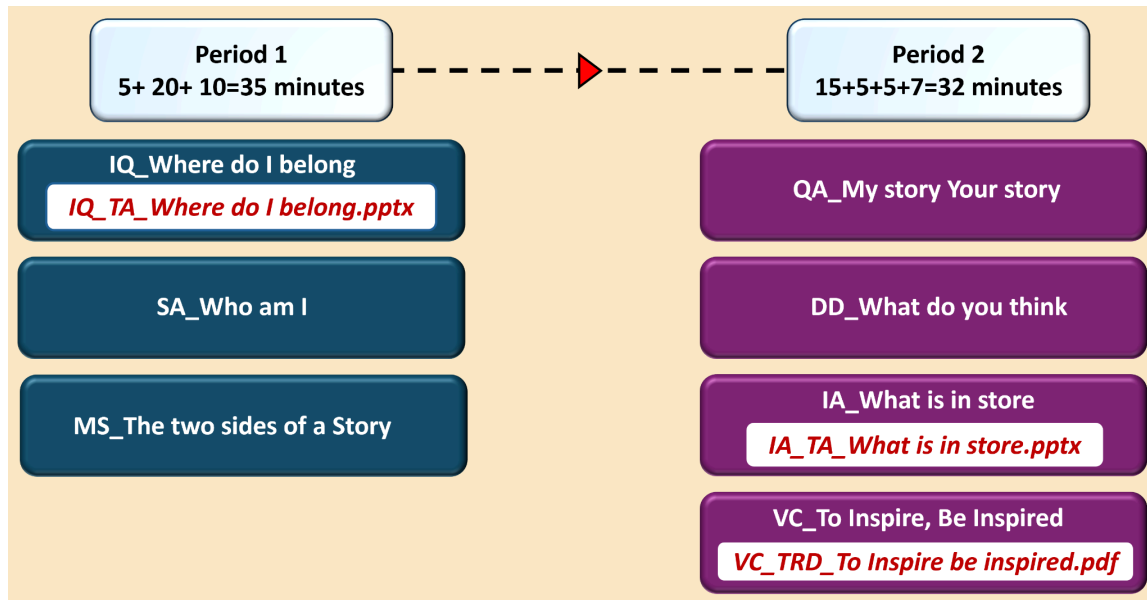 Period 1
5+ 20+ 10=35 minutes
IQ_Where do I belong
IQ_TA_Where do I belong.pptx
SA_Who am I
MS_The two sides of a Story
Period 2
15+5+5+7=32 minutes
QA_My story Your story
DD_What do you think
IA_What is in store
IA_TA_What is in store.pptx
VC_To Inspire, Be Inspired
VC_TRD_To Inspire be inspired.pdf